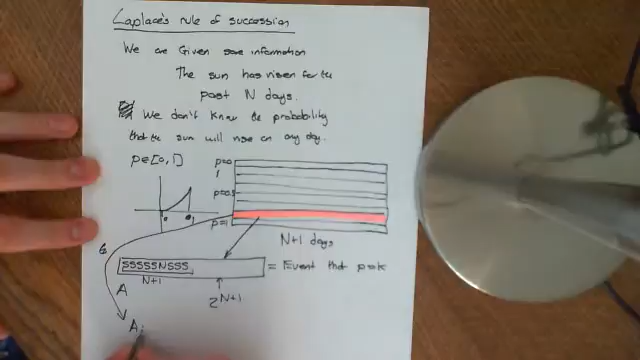 Laplace's rule of succession
We are Given some information
The sun has risen for the
past N days.
We don't know the probability
that the sun will rise on any day.
p∈[0,1]
p=0
p=0.5
p=1
N+1 days
SSSSSNSSS
= Event that p=k
N+1
A
2^N+1
A